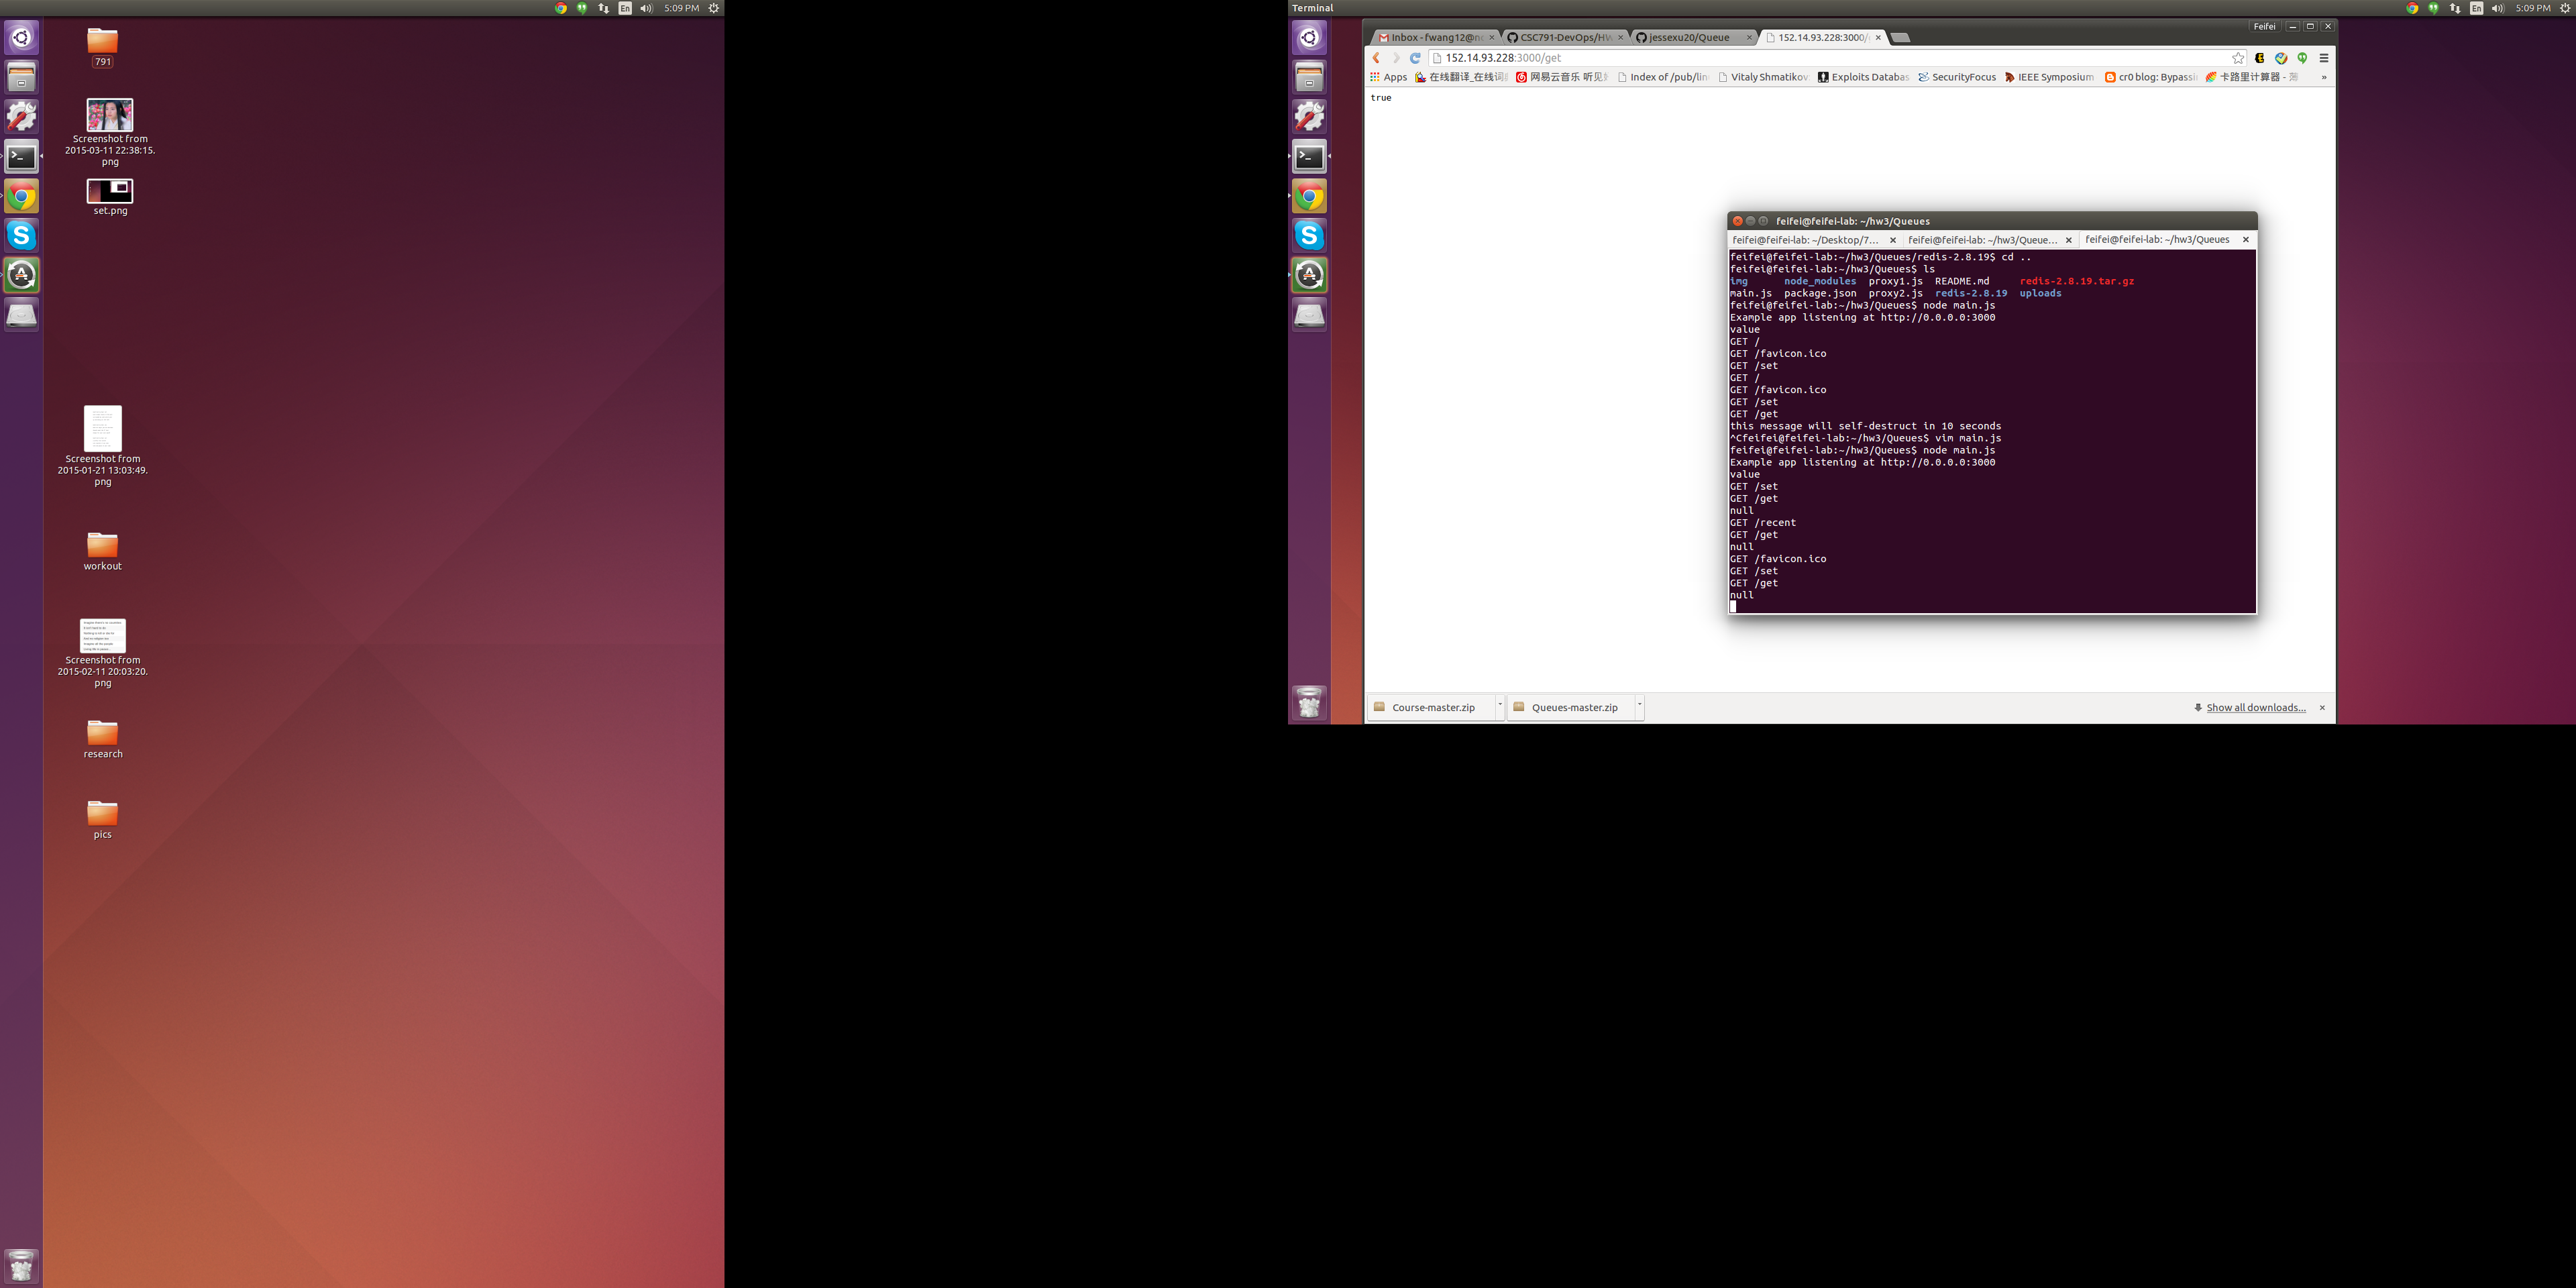 5:09 PM
En
791
Screenshot from
2015-03-11 22:38:15.
png
set.png
Screenshot from
2015-01-21 13:03:49.
png
workout
Screenshot from
2015-02-11 20:03:20.
png
research
pics
Terminal
En
5:09 PM
Feifei
Inbox - fwang12@n
CSC791-DevOps/HW
jessexu20/Queue
152.14.93.228:3000/
152.14.93.228:3000/get
Apps
在线翻译_在线词
网易云音乐 听见
Index of /pub/lin
Vitaly Shmatikov
Exploits Databas
SecurityFocus
IEEE Symposium
cr0 blog: Bypassi
卡路里计算器 -
»
true
feifei@feifei-lab: ~/hw3/Queues
feifei@feifei-lab: ~/Desktop/7...
feifei@feifei-lab: ~/hw3/Queue...
feifei@feifei-lab: ~/hw3/Queues
feifei@feifei-lab:~/hw3/Queues/redis-2.8.19$ cd ..
feifei@feifei-lab:~/hw3/Queues$ ls
img node_modules proxy1.js README.md redis-2.8.19.tar.gz
main.js package.json proxy2.js redis-2.8.19 uploads
feifei@feifei-lab:~/hw3/Queues$ node main.js
Example app listening at http://0.0.0.0:3000
value
GET /
GET /favicon.ico
GET /set
GET /
GET /favicon.ico
GET /set
GET /get
this message will self-destruct in 10 seconds
^Cfeifei@feifei-lab:~/hw3/Queues$ vim main.js
feifei@feifei-lab:~/hw3/Queues$ node main.js
Example app listening at http://0.0.0.0:3000
value
GET /set
GET /get
null
GET /recent
GET /get
null
GET /favicon.ico
GET /set
GET /get
null
Course-master.zip
Queues-master.zip
Show all downloads...